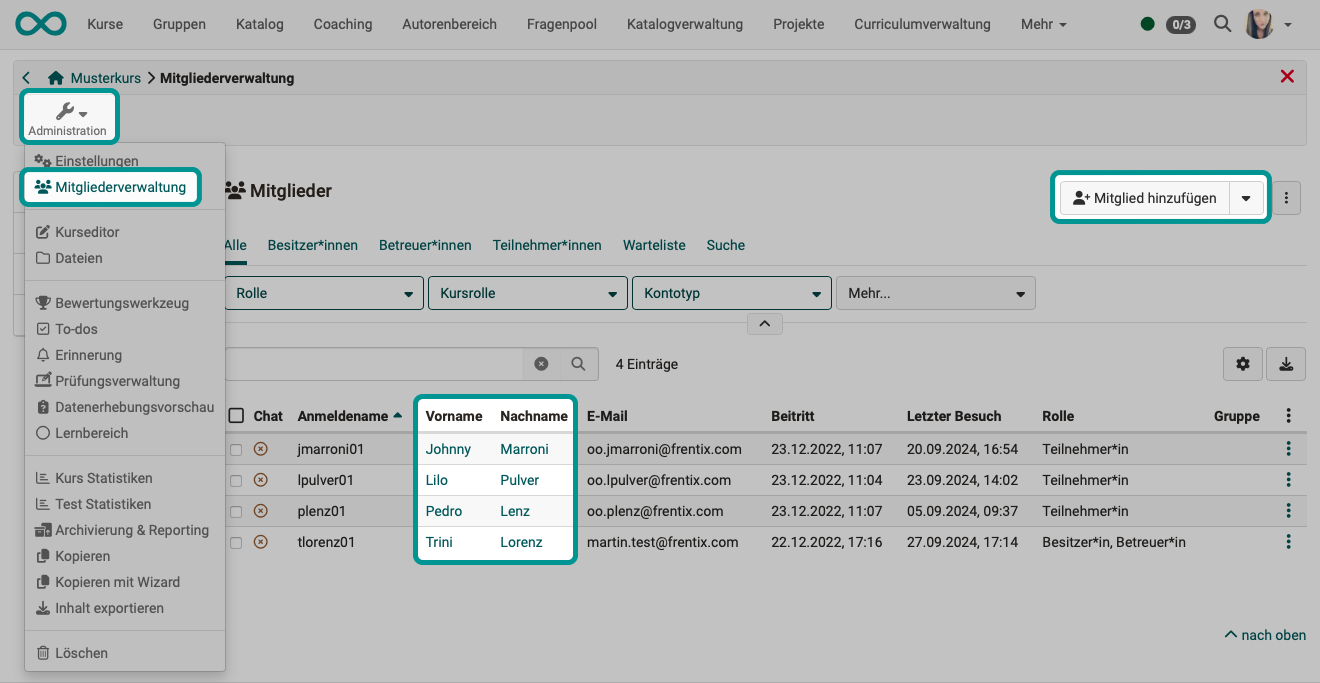 Kurse Gruppen Katalog Coaching Autorenbereich Fragenpool Katalogverwaltung Projekte Curriculumverwaltung Mehr 0/3
Musterkurs Mitgliederverwaltung
Administration
Einstellungen
Mitgliederverwaltung
Kurseditor
Dateien
Bewertungswerkzeug
To-dos
Erinnerung
Prüfungsverwaltung
Datenerhebungsvorschau
Lernbereich
Kurs Statistiken
Test Statistiken
Archivierung & Reporting
Kopieren
Kopieren mit Wizard
Inhalt exportieren
Löschen
Mitglieder
Mitglied hinzufügen
Alle Besitzer*innen Betreuer*innen Teilnehmer*innen Warteliste Suche
Rolle Kursrolle Kontotyp Mehr...
4 Einträge
Chat Anmeldename Vorname Nachname E-Mail Beitritt Letzter Besuch Rolle Gruppe
jmarroni01 Johnny Marroni oo.jmarroni@frentix.com 23.12.2022, 11:07 20.09.2024, 16:54 Teilnehmer*in
lpulver01 Lilo Pulver oo.lpulver@frentix.com 23.12.2022, 11:04 23.09.2024, 14:02 Teilnehmer*in
plenz01 Pedro Lenz oo.plenz@frentix.com 23.12.2022, 11:07 05.09.2024, 09:37 Teilnehmer*in
tlorenz01 Trini Lorenz martin.test@frentix.com 22.12.2022, 17:16 27.09.2024, 17:14 Besitzer*in, Betreuer*in
nach oben